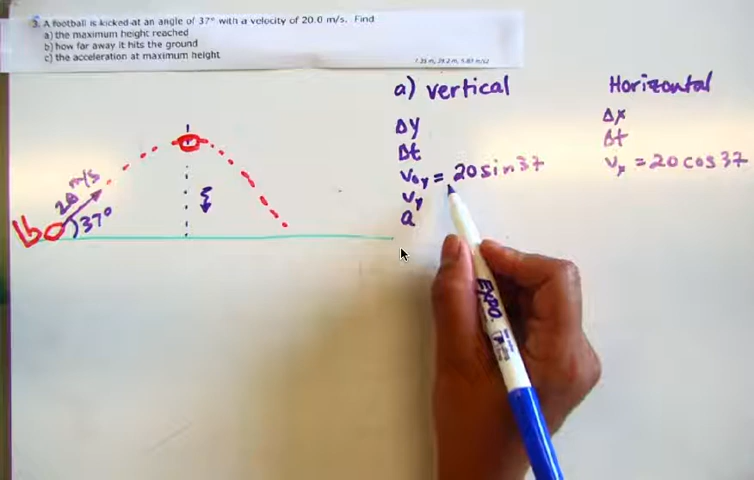 3. A football is kicked at an angle of 37° with a velocity of 20.0 m/s. Find
a) the maximum height reached
b) how far away it hits the ground
c) the acceleration at maximum height
a) vertical
Δy
Δt
v₀y = 20sin37
vy
a
Horizontal
Δx
Δt
vx = 20cos37
20 m/s
37°
EXPO